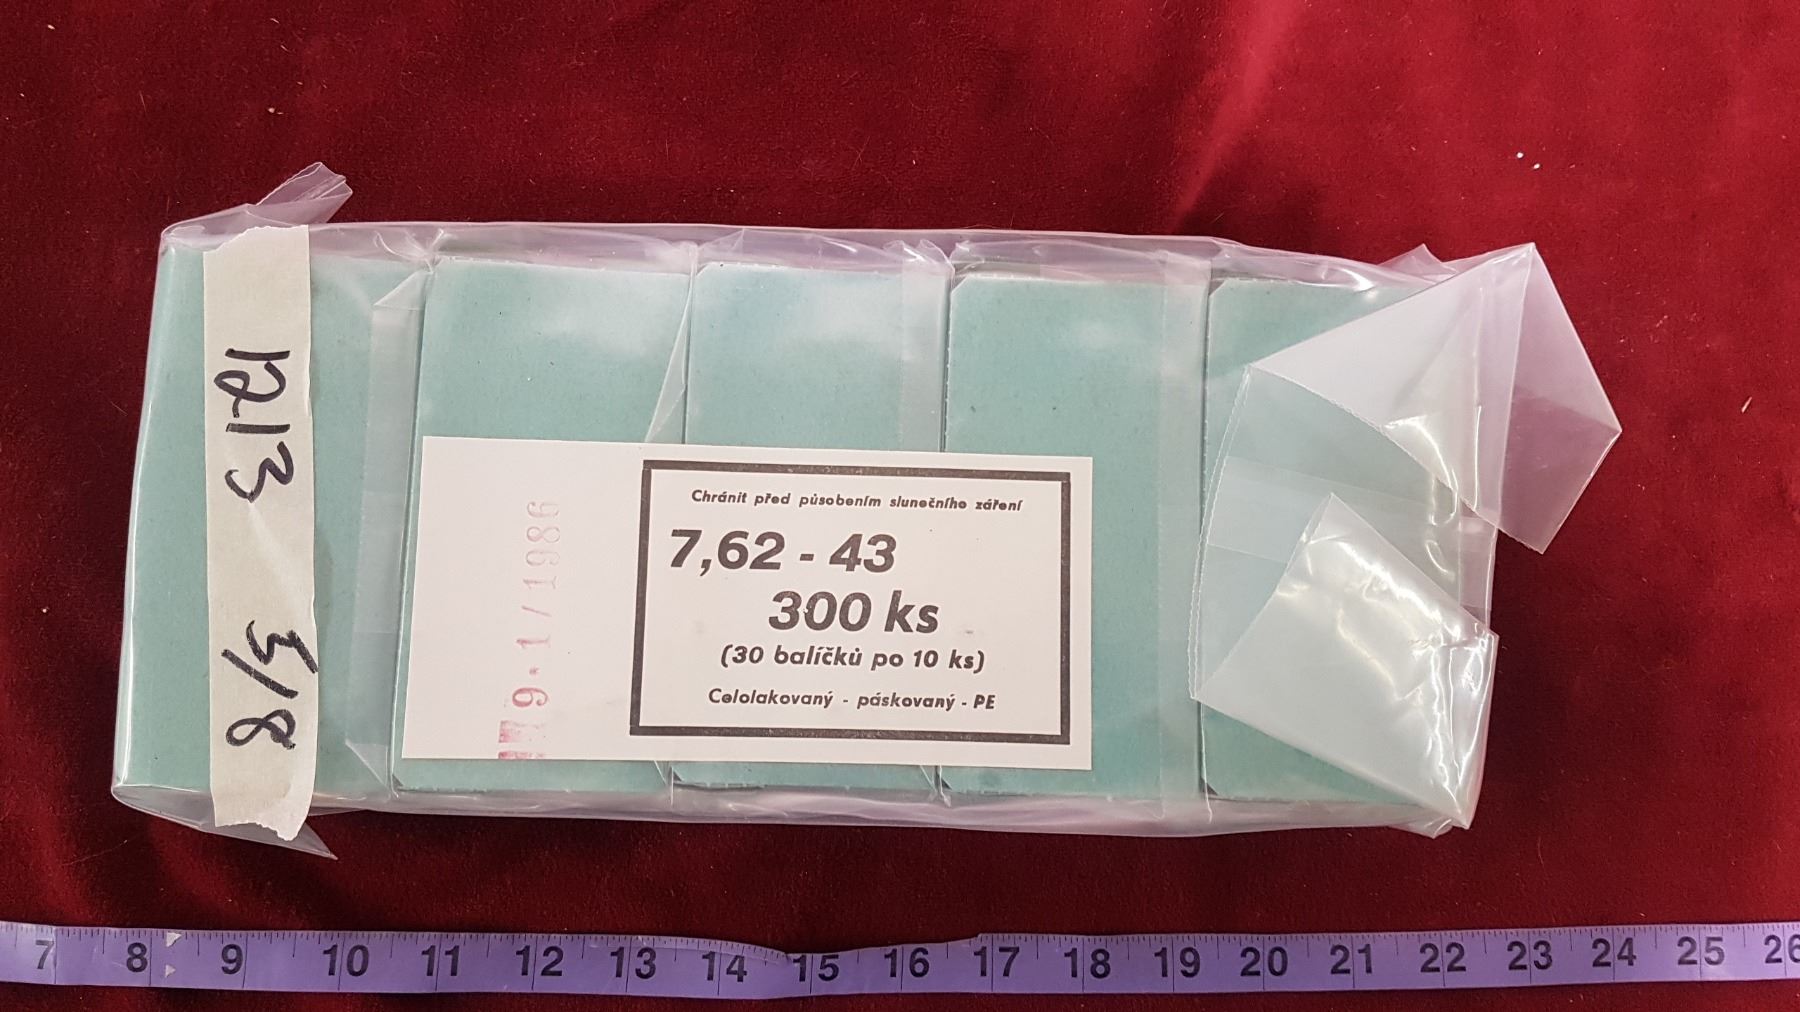 1213 3/8
9.1/1986
Chránit před působením slunečního záření
7,62 - 43
300 ks
(30 balíčků po 10 ks)
Celolakovaný - páskovaný - PE
7 8 9 10 11 12 13 14 15 16 17 18 19 20 21 22 23 24 25 26